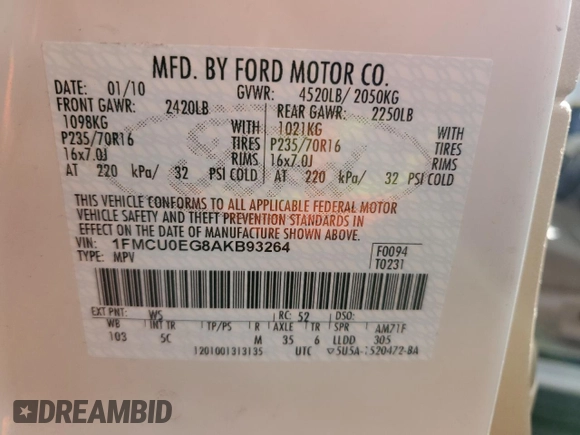 MFD. BY FORD MOTOR CO.
DATE: 01/10 GVWR: 4520LB/ 2050KG
FRONT GAWR: 2420LB REAR GAWR: 2250LB
1098KG WITH 1021KG WITH
P235/70R16 TIRES P235/70R16 TIRES
16x7.0J RIMS 16x7.0J RIMS
AT 220 kPa/ 32 PSI COLD AT 220 kPa/ 32 PSI COLD
THIS VEHICLE CONFORMS TO ALL APPLICABLE FEDERAL MOTOR
VEHICLE SAFETY AND THEFT PREVENTION STANDARDS IN
EFFECT ON THE DATE OF MANUFACTURE SHOWN ABOVE.
VIN: 1FMCU0EG8AKB93264 F0094
TYPE: MPV T0231
EXT PNT: W5 RC: 52 DSO:
WB INT TR TP/PS R AXLE TR SPR AM71F
103 5C M 35 6 LLDD 305
1201001313135 UTC 5U5A-1520472-BA
DREAMBID